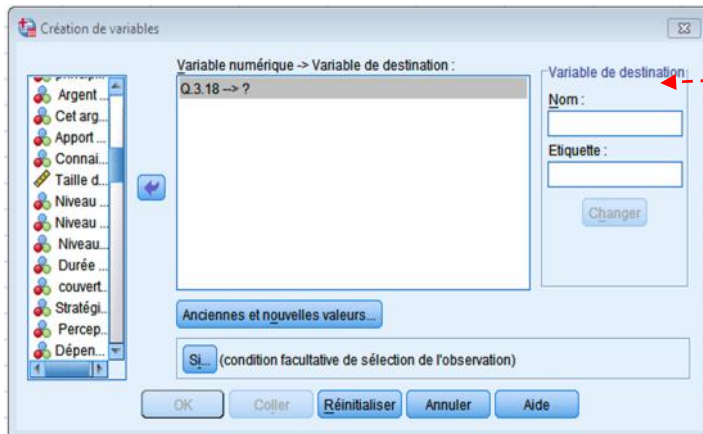 Création de variables
Variable numérique -> Variable de destination :
Q.3.18 --> ?
Argent ...
Cet arg...
Apport ...
Connai...
Taille d...
Niveau ...
Niveau ...
Niveau...
Durée ...
couvert..
Stratégi...
Percep..
Dépen...
Anciennes et nouvelles valeurs...
Si... (condition facultative de sélection de l'observation)
Variable de destination
Nom :
Etiquette :
Changer
OK Coller Réinitialiser Annuler Aide